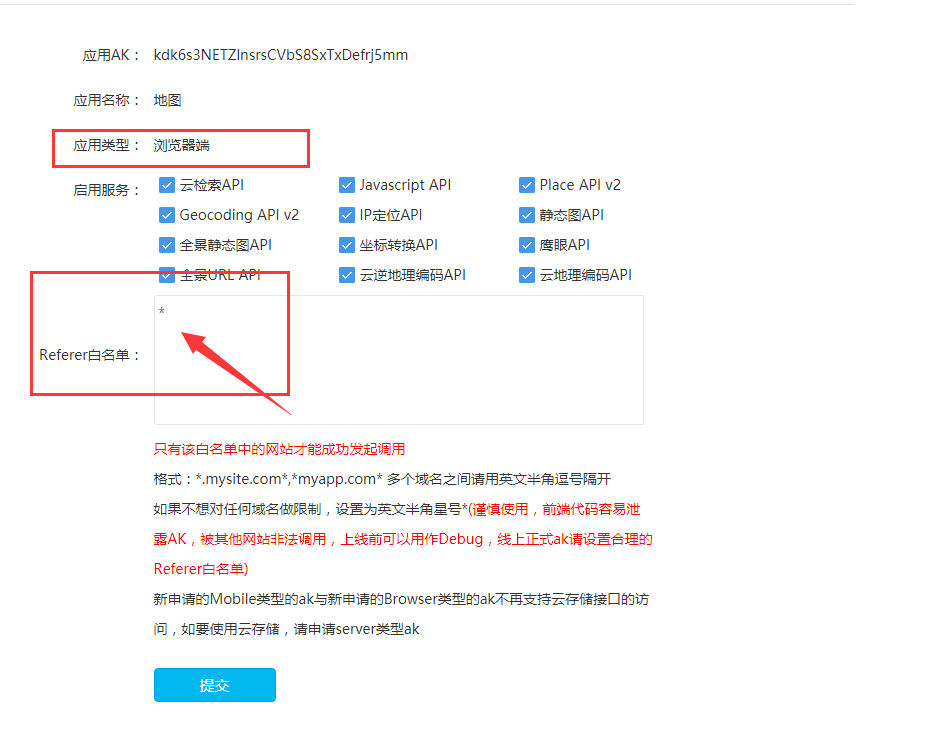 应用AK： kdk6s3NETZlnsrsCVbS8SxTxDefrj5mm
应用名称： 地图
应用类型： 浏览器端
启用服务： 云检索API Javascript API Place API v2
Geocoding API v2 IP定位API 静态图API
全景静态图API 坐标转换API 鹰眼API
全景URL API 云逆地理编码API 云地理编码API
*
Referer白名单：
只有该白名单中的网站才能成功发起调用
格式：*.mysite.com*,*myapp.com* 多个域名之间请用英文半角逗号隔开
如果不想对任何域名做限制，设置为英文半角星号*(谨慎使用，前端代码容易泄
露AK，被其他网站非法调用，上线前可以用作Debug，线上正式ak请设置合理的
Referer白名单)
新申请的Mobile类型的ak与新申请的Browser类型的ak不再支持云存储接口的访
问，如要使用云存储，请申请server类型ak
提交